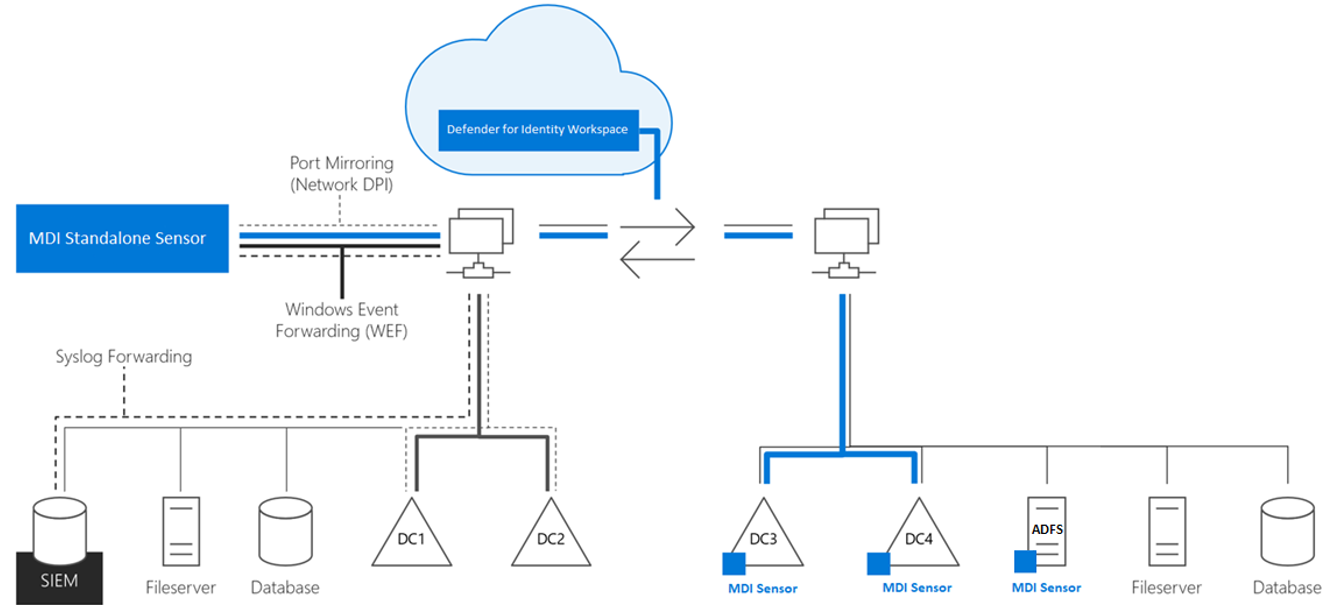 Defender for Identity Workspace
Port Mirroring
(Network DPI)
MDI Standalone Sensor
Windows Event
Forwarding (WEF)
Syslog Forwarding
SIEM
Fileserver
Database
DC1
DC2
DC3
MDI Sensor
DC4
MDI Sensor
ADFS
MDI Sensor
Fileserver
Database